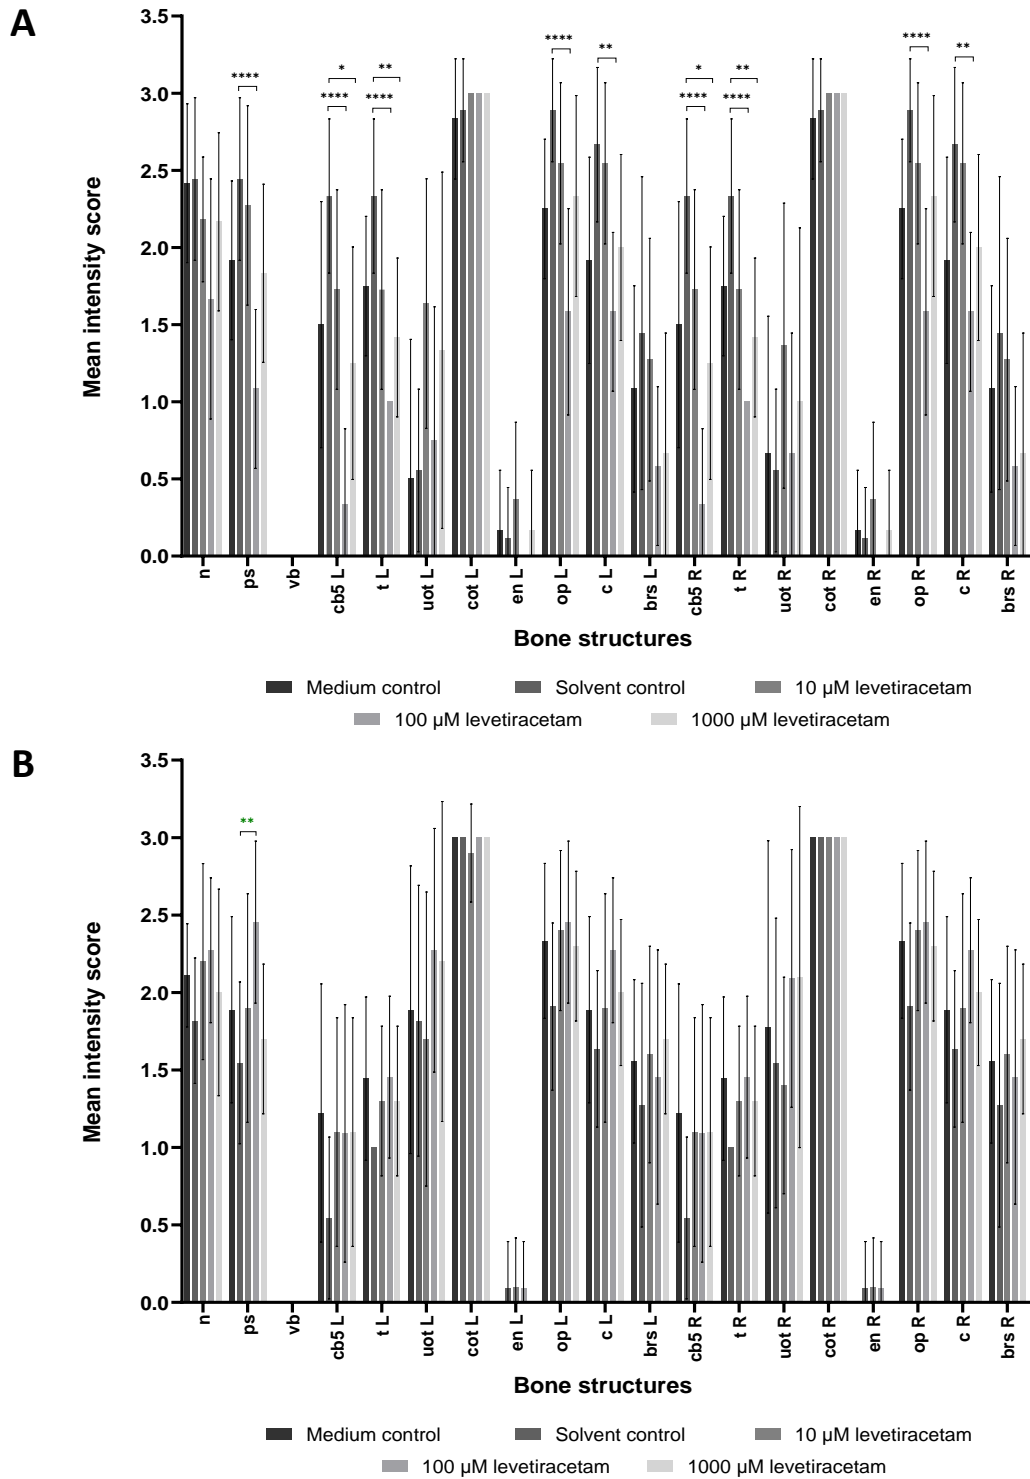 A
3.5
3.0
2.5
2.0
1.5
1.0
0.5
0.0
Mean intensity score
****
* **
**** ****
****
**
* **
**** ****
****
**
n ps vb cb5 L t L uot L cot L en L op L c L brs L cb5 R t R uot R cot R en R op R c R brs R
Bone structures
Medium control Solvent control 10 µM levetiracetam
100 µM levetiracetam 1000 µM levetiracetam
B
3.5
3.0
2.5
2.0
1.5
1.0
0.5
0.0
Mean intensity score
**
n ps vb cb5 L t L uot L cot L en L op L c L brs L cb5 R t R uot R cot R en R op R c R brs R
Bone structures
Medium control Solvent control 10 µM levetiracetam
100 µM levetiracetam 1000 µM levetiracetam